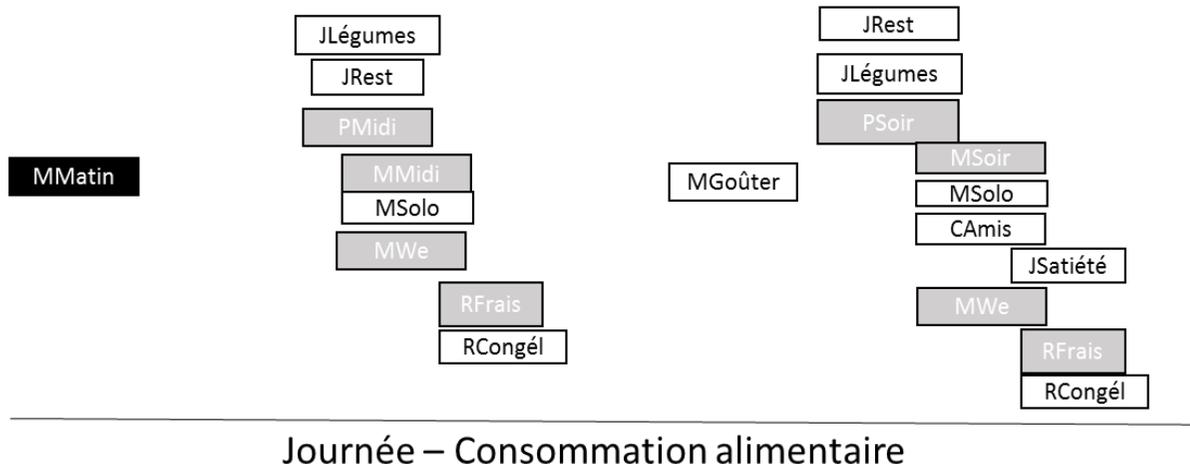 MMatin
JLégumes
JRest
PMidi
MMidi
MSolo
MWe
RFrais
RCongél
MGoûter
JRest
JLégumes
PSoir
MSoir
MSolo
CAmis
JSatiété
MWe
RFrais
RCongél
Journée – Consommation alimentaire